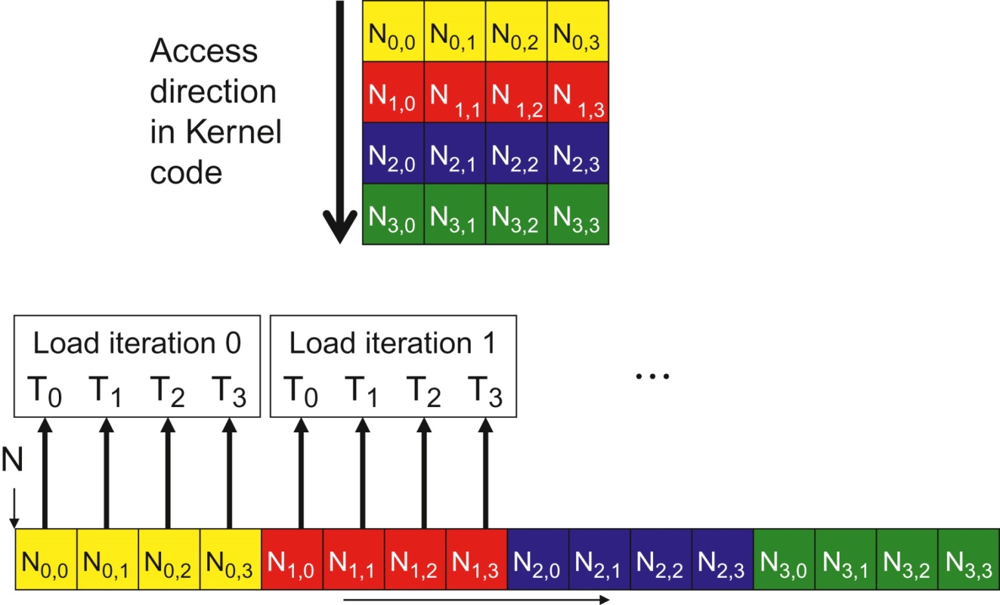 Access
direction
in Kernel
code
N0,0 N0,1 N0,2 N0,3
N1,0 N1,1 N1,2 N1,3
N2,0 N2,1 N2,2 N2,3
N3,0 N3,1 N3,2 N3,3
Load iteration 0
T0 T1 T2 T3
Load iteration 1
T0 T1 T2 T3
...
N
N0,0 N0,1 N0,2 N0,3 N1,0 N1,1 N1,2 N1,3 N2,0 N2,1 N2,2 N2,3 N3,0 N3,1 N3,2 N3,3